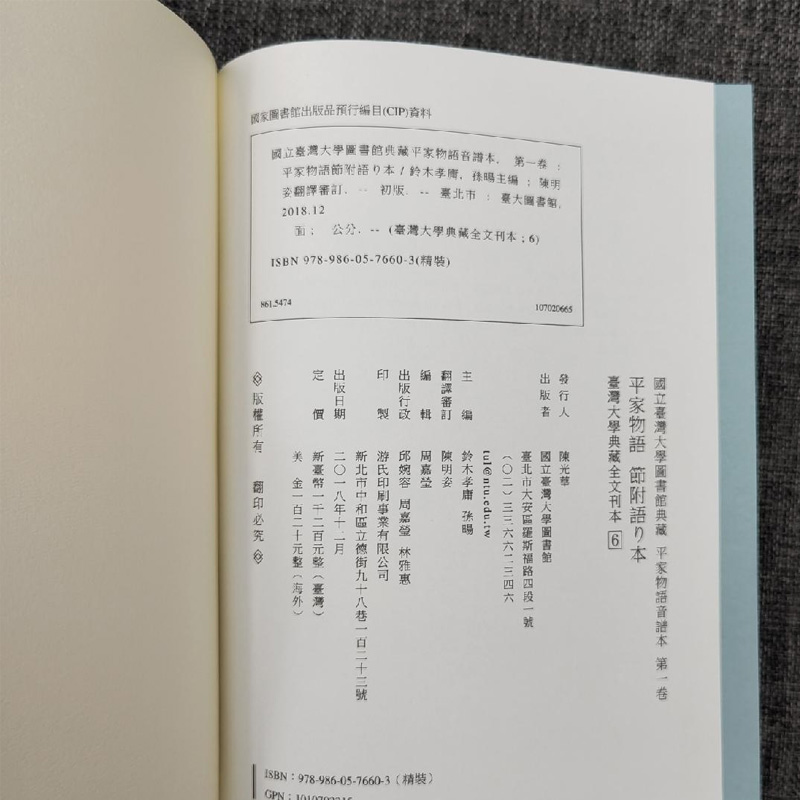 國家圖書館出版品預行編目(CIP)資料
國立臺灣大學圖書館典藏平家物語音譜本. 第一卷：
平家物語節附語り本 / 鈴木孝庸, 孫暘主編；陳明
姿翻譯審訂. -- 初版. -- 臺北市：臺大圖書館,
2018.12
面； 公分. -- (臺灣大學典藏全文刊本；6)
ISBN 978-986-05-7660-3(精裝)
861.5474
107020665
國立臺灣大學圖書館典藏 平家物語音譜本 第一卷
平家物語 節附語り本
臺灣大學典藏全文刊本 6
發行人 陳光華
出版者 國立臺灣大學圖書館
臺北市大安區羅斯福路四段一號
(〇二)三三六六二三四六
tul@ntu.edu.tw
主編 鈴木孝庸 孫暘
翻譯審訂 陳明姿
編輯 周嘉瑩
出版行政 邱婉容 周嘉瑩 林雅惠
印製 游氏印刷事業有限公司
新北市中和區立德街九十八巷一百二十三號
出版日期 二〇一八年十二月
定價 新臺幣一千二百元整(臺灣)
美金一百二十元整(海外)
版權所有 翻印必究
ISBN：978-986-05-7660-3（精裝）
GPN：1010702215